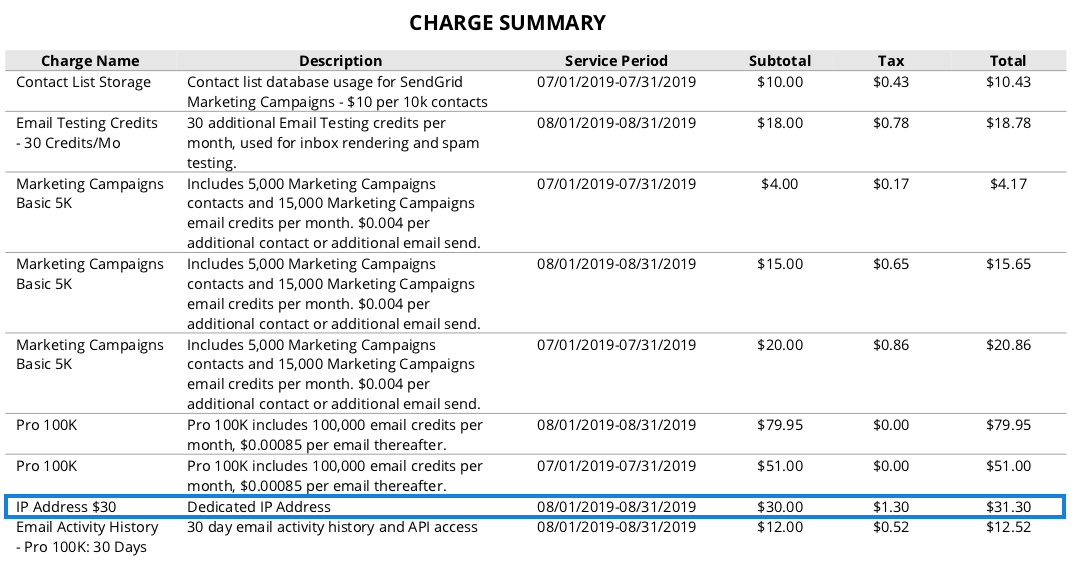 CHARGE SUMMARY
Charge Name Description Service Period Subtotal Tax Total
Contact List Storage Contact list database usage for SendGrid 07/01/2019-07/31/2019 $10.00 $0.43 $10.43
Marketing Campaigns - $10 per 10k contacts
Email Testing Credits 30 additional Email Testing credits per 08/01/2019-08/31/2019 $18.00 $0.78 $18.78
- 30 Credits/Mo month, used for inbox rendering and spam
testing.
Marketing Campaigns Includes 5,000 Marketing Campaigns 07/01/2019-07/31/2019 $4.00 $0.17 $4.17
Basic 5K contacts and 15,000 Marketing Campaigns
email credits per month. $0.004 per
additional contact or additional email send.
Marketing Campaigns Includes 5,000 Marketing Campaigns 08/01/2019-08/31/2019 $15.00 $0.65 $15.65
Basic 5K contacts and 15,000 Marketing Campaigns
email credits per month. $0.004 per
additional contact or additional email send.
Marketing Campaigns Includes 5,000 Marketing Campaigns 07/01/2019-07/31/2019 $20.00 $0.86 $20.86
Basic 5K contacts and 15,000 Marketing Campaigns
email credits per month. $0.004 per
additional contact or additional email send.
Pro 100K Pro 100K includes 100,000 email credits per 08/01/2019-08/31/2019 $79.95 $0.00 $79.95
month, $0.00085 per email thereafter.
Pro 100K Pro 100K includes 100,000 email credits per 07/01/2019-07/31/2019 $51.00 $0.00 $51.00
month, $0.00085 per email thereafter.
IP Address $30 Dedicated IP Address 08/01/2019-08/31/2019 $30.00 $1.30 $31.30
Email Activity History 30 day email activity history and API access 08/01/2019-08/31/2019 $12.00 $0.52 $12.52
- Pro 100K: 30 Days